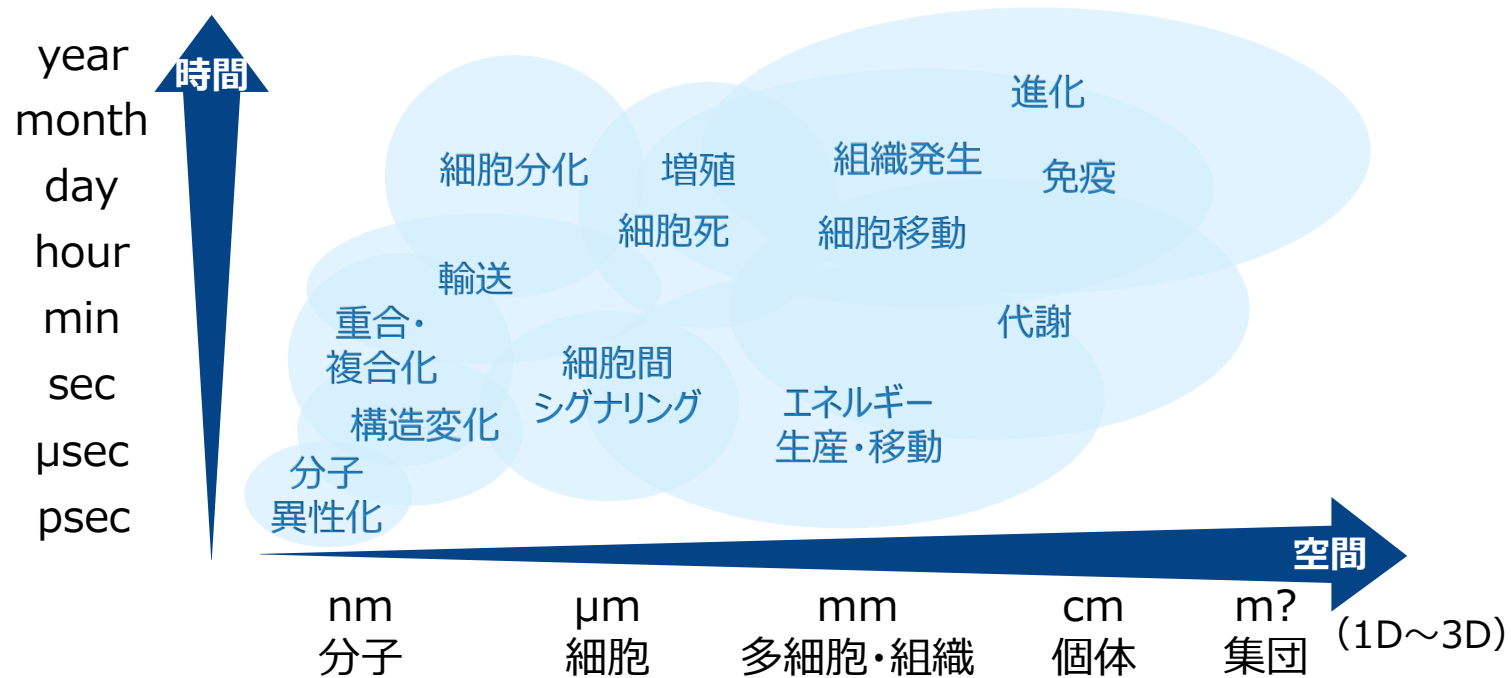 year
時間
month
day
hour
min
sec
μsec
psec
進化
細胞分化
増殖
組織発生
免疫
細胞死
細胞移動
輸送
重合・
複合化
代謝
細胞間
シグナリング
エネルギー
生産・移動
構造変化
分子
異性化
空間
nm
μm
mm
cm
m?
分子
細胞
多細胞・組織
個体
集団
（1D～3D）